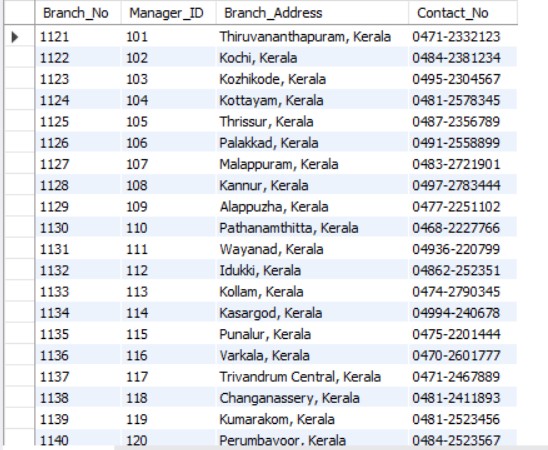 Branch_No Manager_ID Branch_Address Contact_No
1121 101 Thiruvananthapuram, Kerala 0471-2332123
1122 102 Kochi, Kerala 0484-2381234
1123 103 Kozhikode, Kerala 0495-2304567
1124 104 Kottayam, Kerala 0481-2578345
1125 105 Thrissur, Kerala 0487-2356789
1126 106 Palakkad, Kerala 0491-2558899
1127 107 Malappuram, Kerala 0483-2721901
1128 108 Kannur, Kerala 0497-2783444
1129 109 Alappuzha, Kerala 0477-2251102
1130 110 Pathanamthitta, Kerala 0468-2227766
1131 111 Wayanad, Kerala 04936-220799
1132 112 Idukki, Kerala 04862-252351
1133 113 Kollam, Kerala 0474-2790345
1134 114 Kasargod, Kerala 04994-240678
1135 115 Punalur, Kerala 0475-2201444
1136 116 Varkala, Kerala 0470-2601777
1137 117 Trivandrum Central, Kerala 0471-2467889
1138 118 Changanassery, Kerala 0481-2411893
1139 119 Kumarakom, Kerala 0481-2523456
1140 120 Perumbavoor, Kerala 0484-2523567